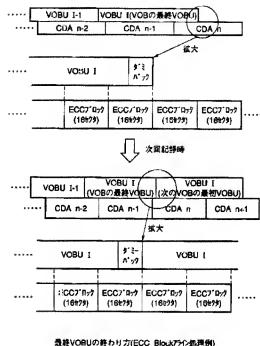 VOBU I-1 VOBU I(VOBの最終VOBU)
CDA n-2 CDA n-1 CDA n
拡大
VOBU I ダミーパック
ECCブロック ECCブロック ECCブロック ECCブロック
(16セクタ) (16セクタ) (16セクタ) (16セクタ)
次回記録時
VOBU I-1 VOBU I (VOBの最終VOBU) VOBU I (次のVOBの最初VOBU)
CDA n-2 CDA n-1 CDA n CDA n+1
拡大
VOBU I ダミーパック VOBU I
ECCブロック ECCブロック ECCブロック ECCブロック
(16セクタ) (16セクタ) (16セクタ) (16セクタ)
最終VOBUの終わり方(ECC Blockアライン処理例)